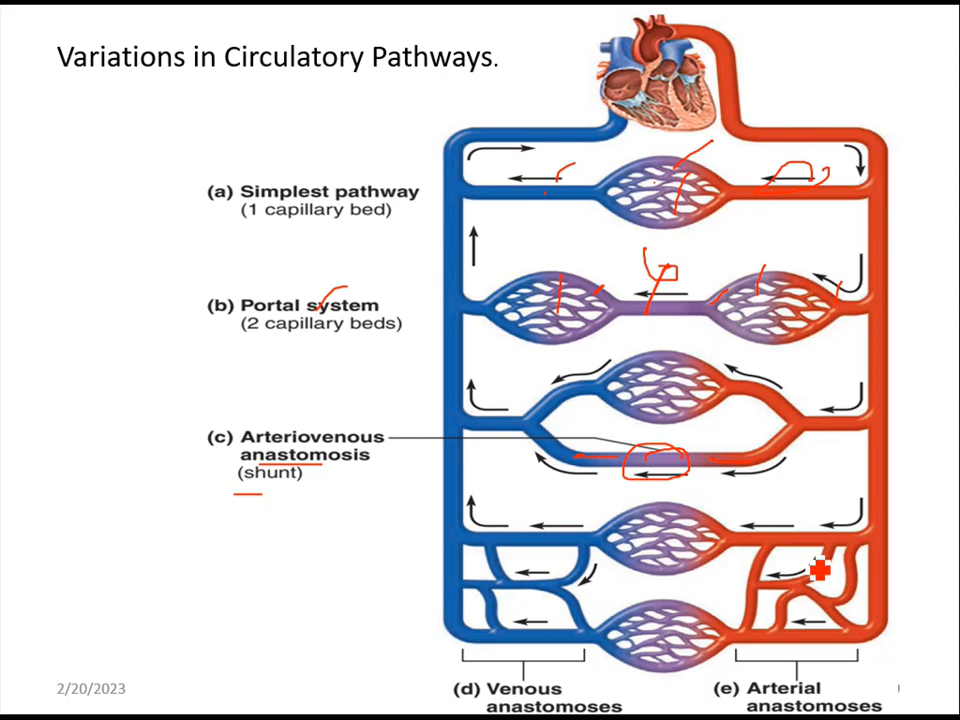 Variations in Circulatory Pathways.
(a) Simplest pathway
(1 capillary bed)
(b) Portal system
(2 capillary beds)
(c) Arteriovenous
anastomosis
(shunt)
2/20/2023
(d) Venous
anastomoses
(e) Arterial
anastomoses